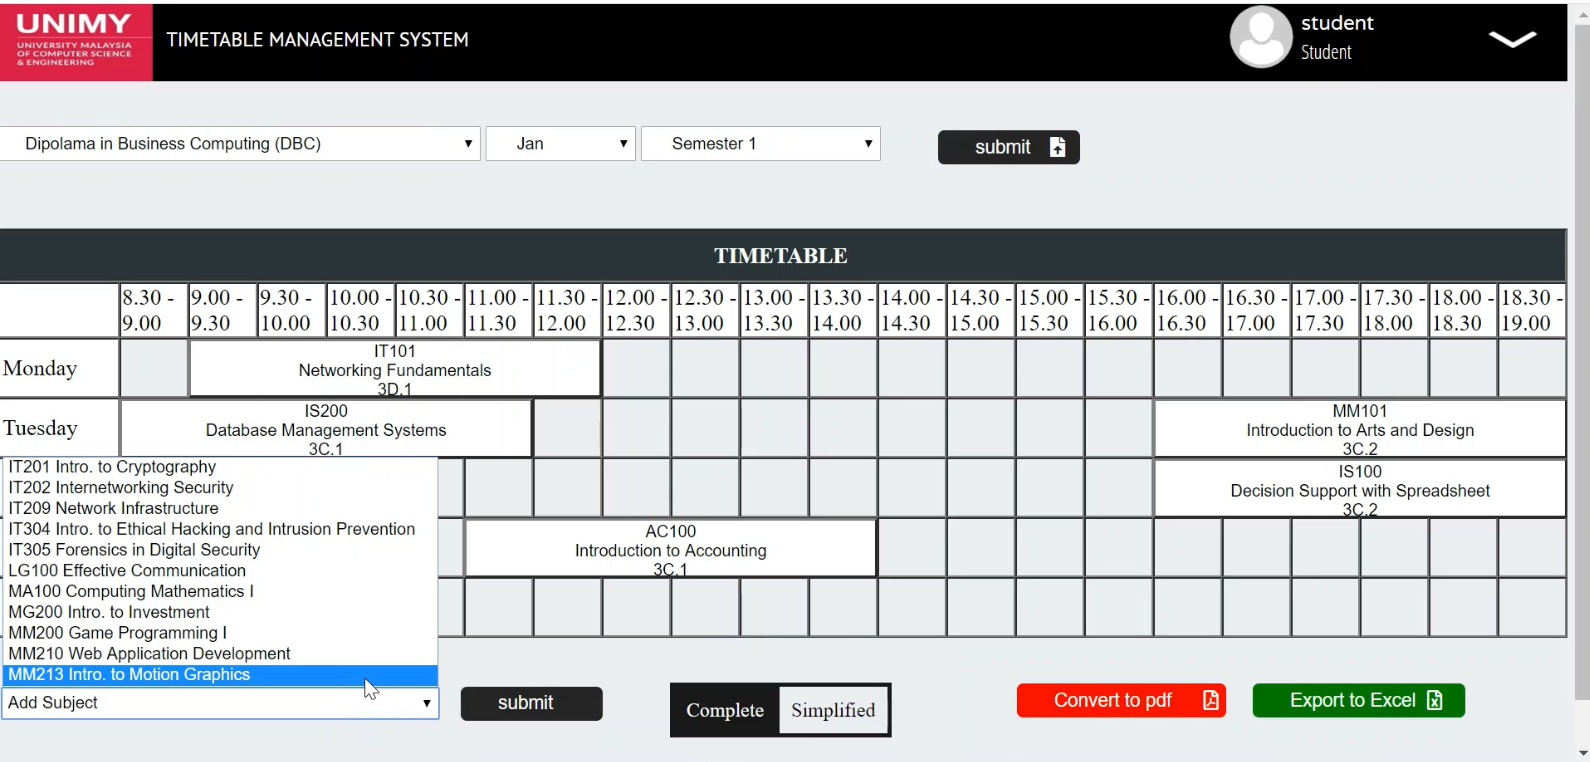 UNIMY
UNIVERSITY MALAYSIA
OF COMPUTER SCIENCE
& ENGINEERING
TIMETABLE MANAGEMENT SYSTEM
student
Student
Dipolama in Business Computing (DBC)
Jan
Semester 1
submit
TIMETABLE
8.30 - 9.00 - 9.30 - 10.00 - 10.30 - 11.00 - 11.30 - 12.00 - 12.30 - 13.00 - 13.30 - 14.00 - 14.30 - 15.00 - 15.30 - 16.00 - 16.30 - 17.00 - 17.30 - 18.00 - 18.30 -
9.00 9.30 10.00 10.30 11.00 11.30 12.00 12.30 13.00 13.30 14.00 14.30 15.00 15.30 16.00 16.30 17.00 17.30 18.00 18.30 19.00
Monday
IT101
Networking Fundamentals
3D.1
Tuesday
IS200
Database Management Systems
3C.1
MM101
Introduction to Arts and Design
3C.2
IS100
Decision Support with Spreadsheet
3C.2
AC100
Introduction to Accounting
3C.1
IT201 Intro. to Cryptography
IT202 Internetworking Security
IT209 Network Infrastructure
IT304 Intro. to Ethical Hacking and Intrusion Prevention
IT305 Forensics in Digital Security
LG100 Effective Communication
MA100 Computing Mathematics I
MG200 Intro. to Investment
MM200 Game Programming I
MM210 Web Application Development
MM213 Intro. to Motion Graphics
Add Subject
submit
Complete
Simplified
Convert to pdf
Export to Excel